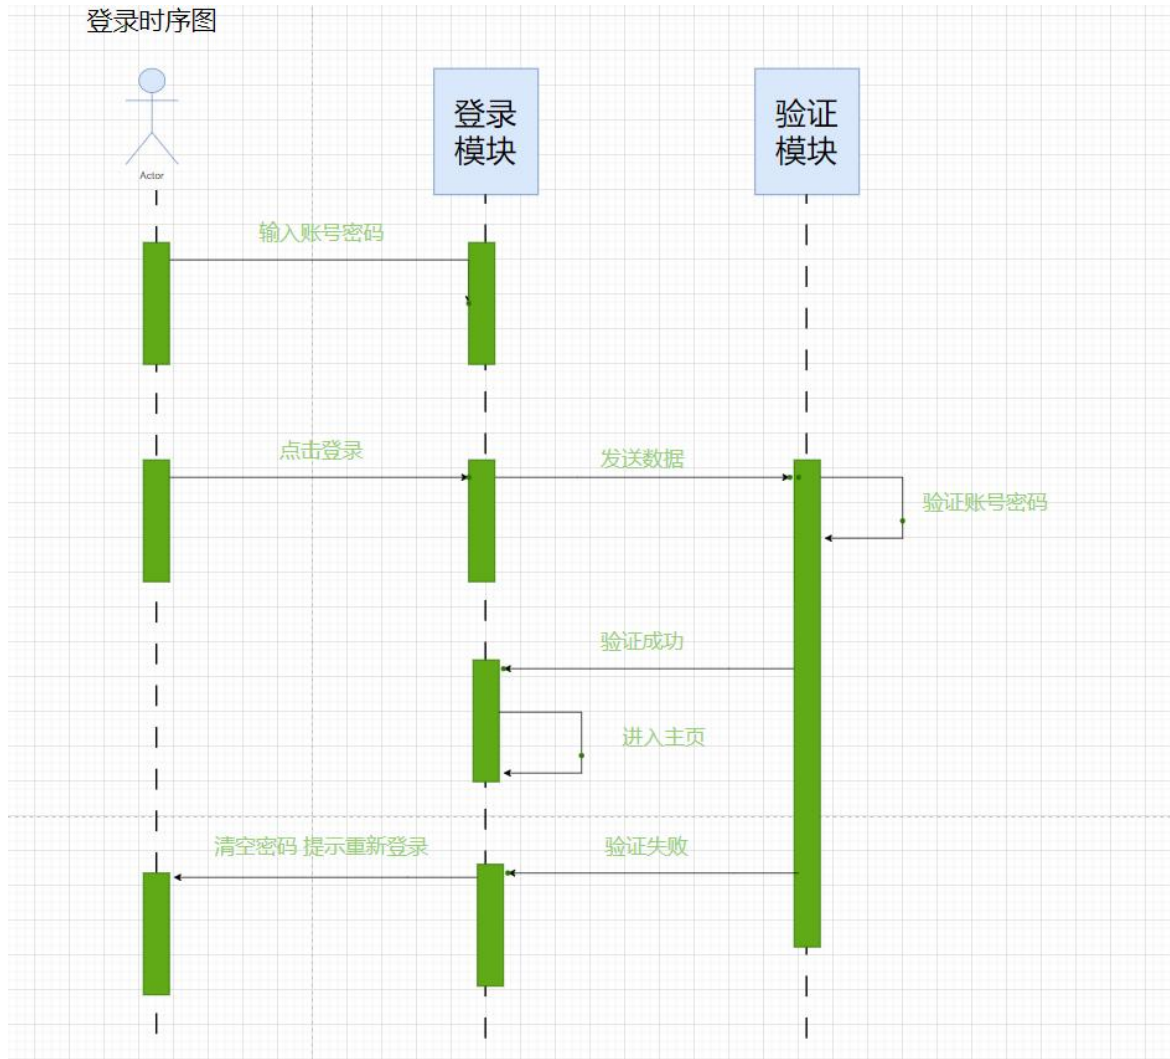 登录时序图
登录
模块
验证
模块
Actor
输入账号密码
点击登录
发送数据
验证账号密码
验证成功
进入主页
清空密码 提示重新登录
验证失败